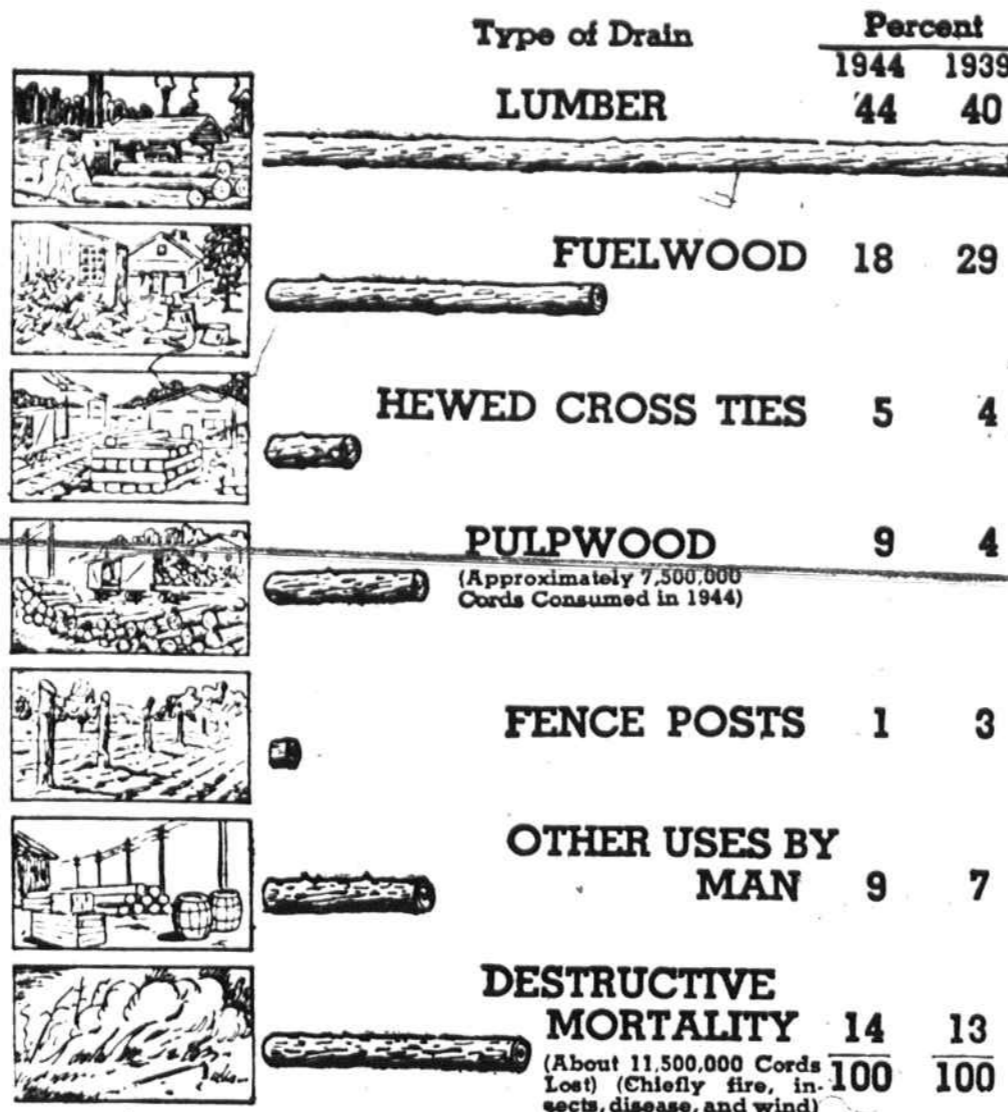 Type of Drain Percent
1944 1939
LUMBER 44 40
FUELWOOD 18 29
HEWED CROSS TIES 5 4
PULPWOOD 9 4
(Approximately 7,500,000
Cords Consumed in 1944)
FENCE POSTS 1 3
OTHER USES BY
MAN 9 7
DESTRUCTIVE
MORTALITY 14 13
(About 11,500,000 Cords
Lost) (Chiefly fire, in- 100 100
sects, disease, and wind)